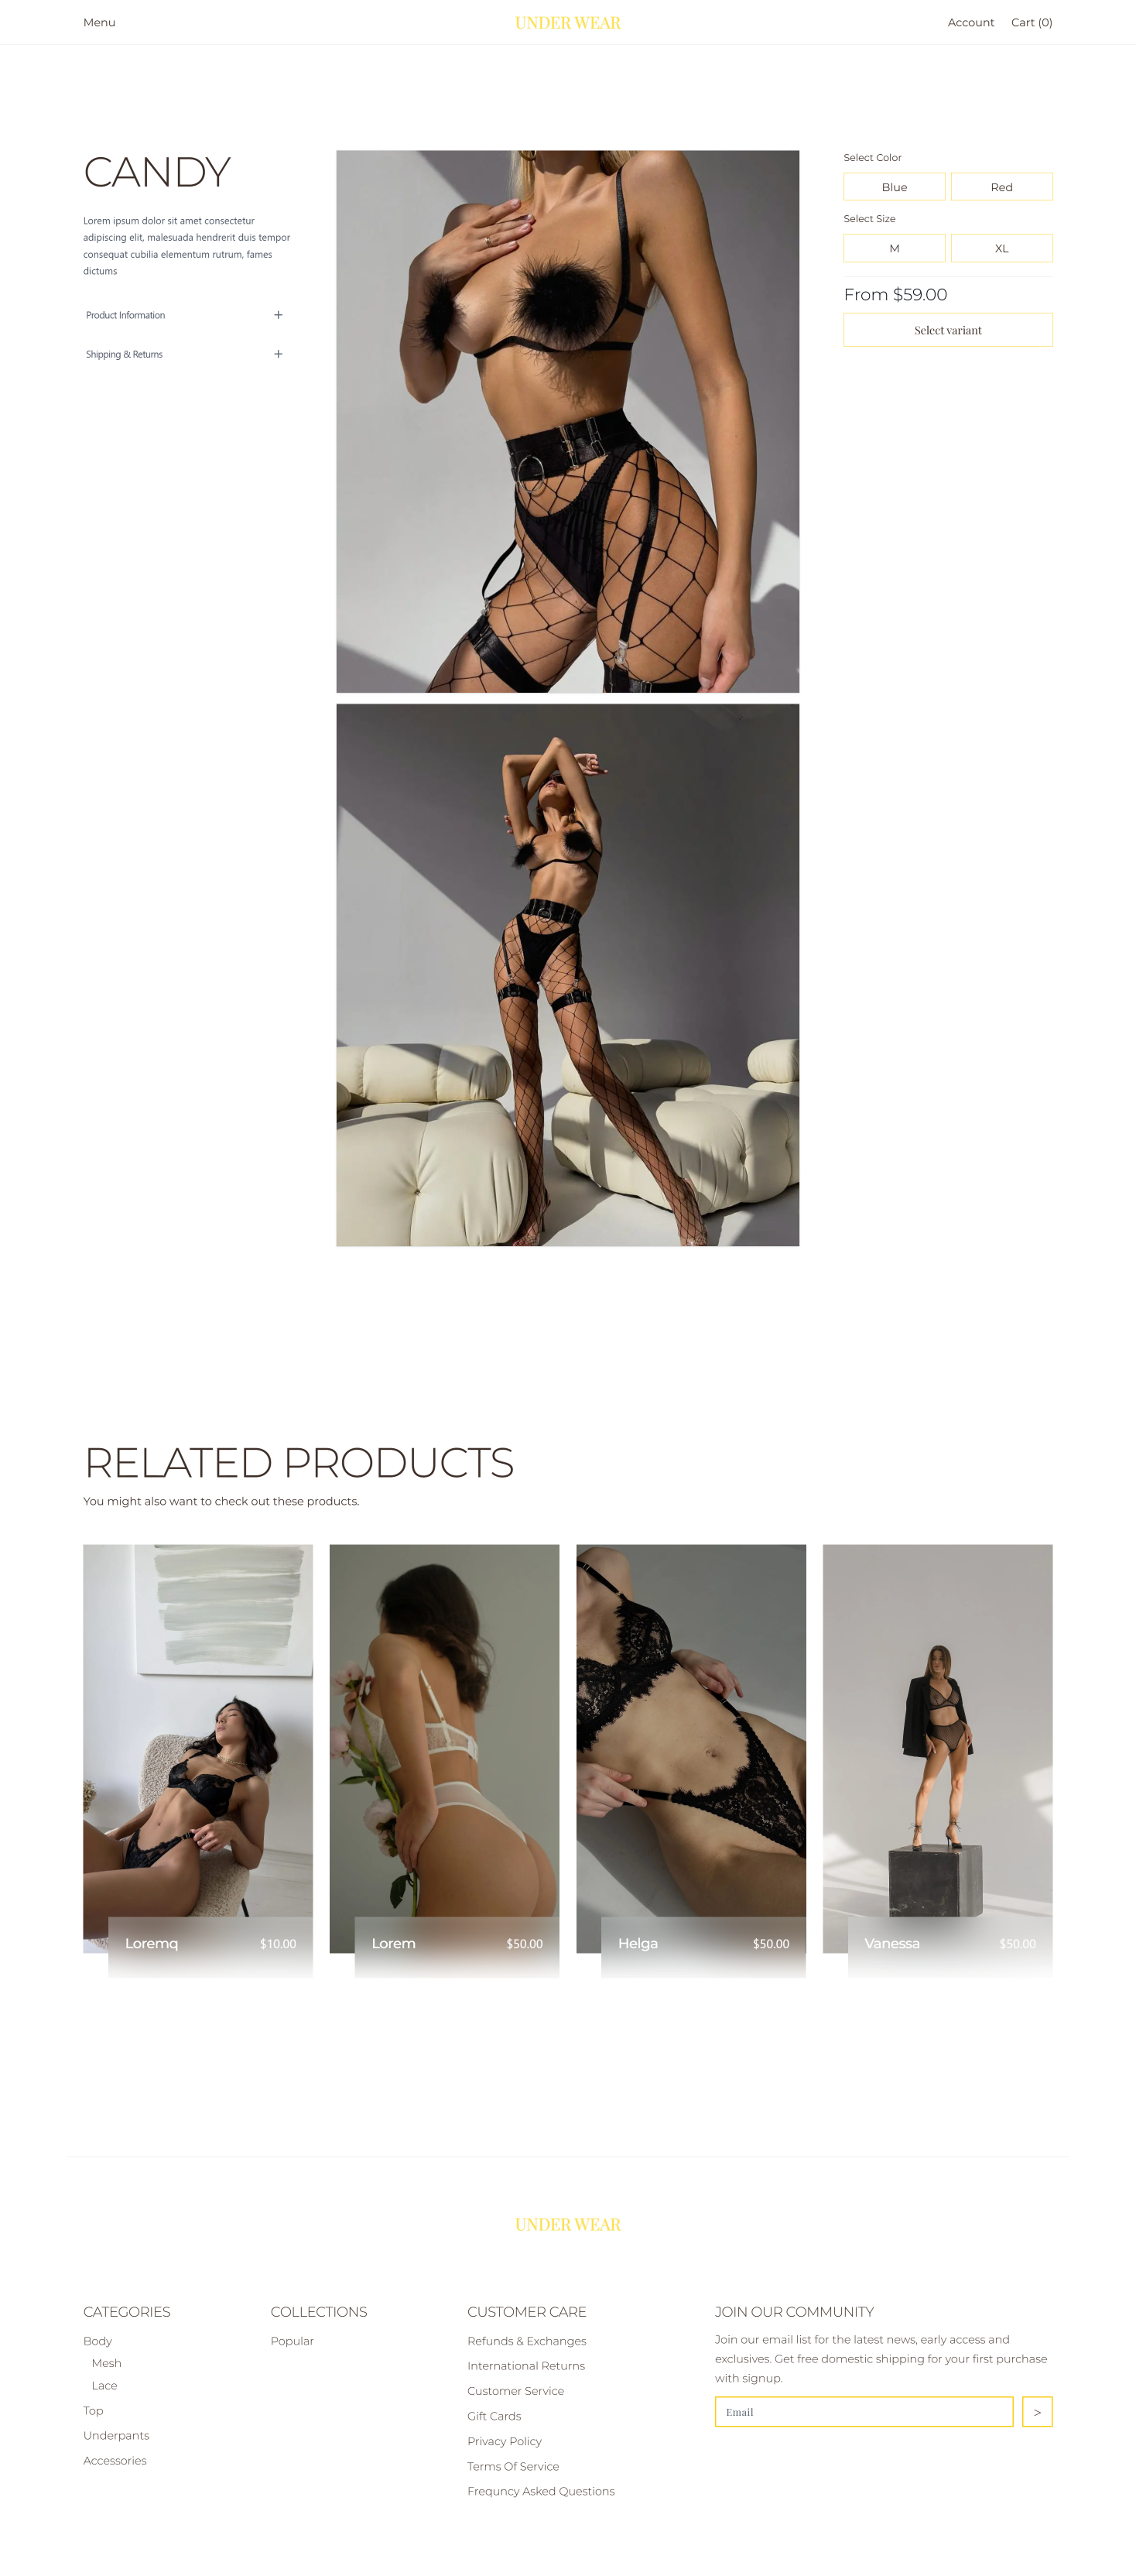 Menu
UNDER WEAR
Account
Cart (0)
CANDY
Lorem ipsum dolor sit amet consectetur
adipiscing elit, malesuada hendrerit duis tempor
consequat cubilia elementum rutrum, fames
dictums
Product Information
Shipping & Returns
Select Color
Blue
Red
Select Size
M
XL
From $59.00
Select variant
RELATED PRODUCTS
You might also want to check out these products.
Loremq
$10.00
Lorem
$50.00
Helga
$50.00
Vanessa
$50.00
UNDER WEAR
CATEGORIES
Body
Mesh
Lace
Top
Underpants
Accessories
COLLECTIONS
Popular
CUSTOMER CARE
Refunds & Exchanges
International Returns
Customer Service
Gift Cards
Privacy Policy
Terms Of Service
Frequncy Asked Questions
JOIN OUR COMMUNITY
Join our email list for the latest news, early access and
exclusives. Get free domestic shipping for your first purchase
with signup.
Email
>